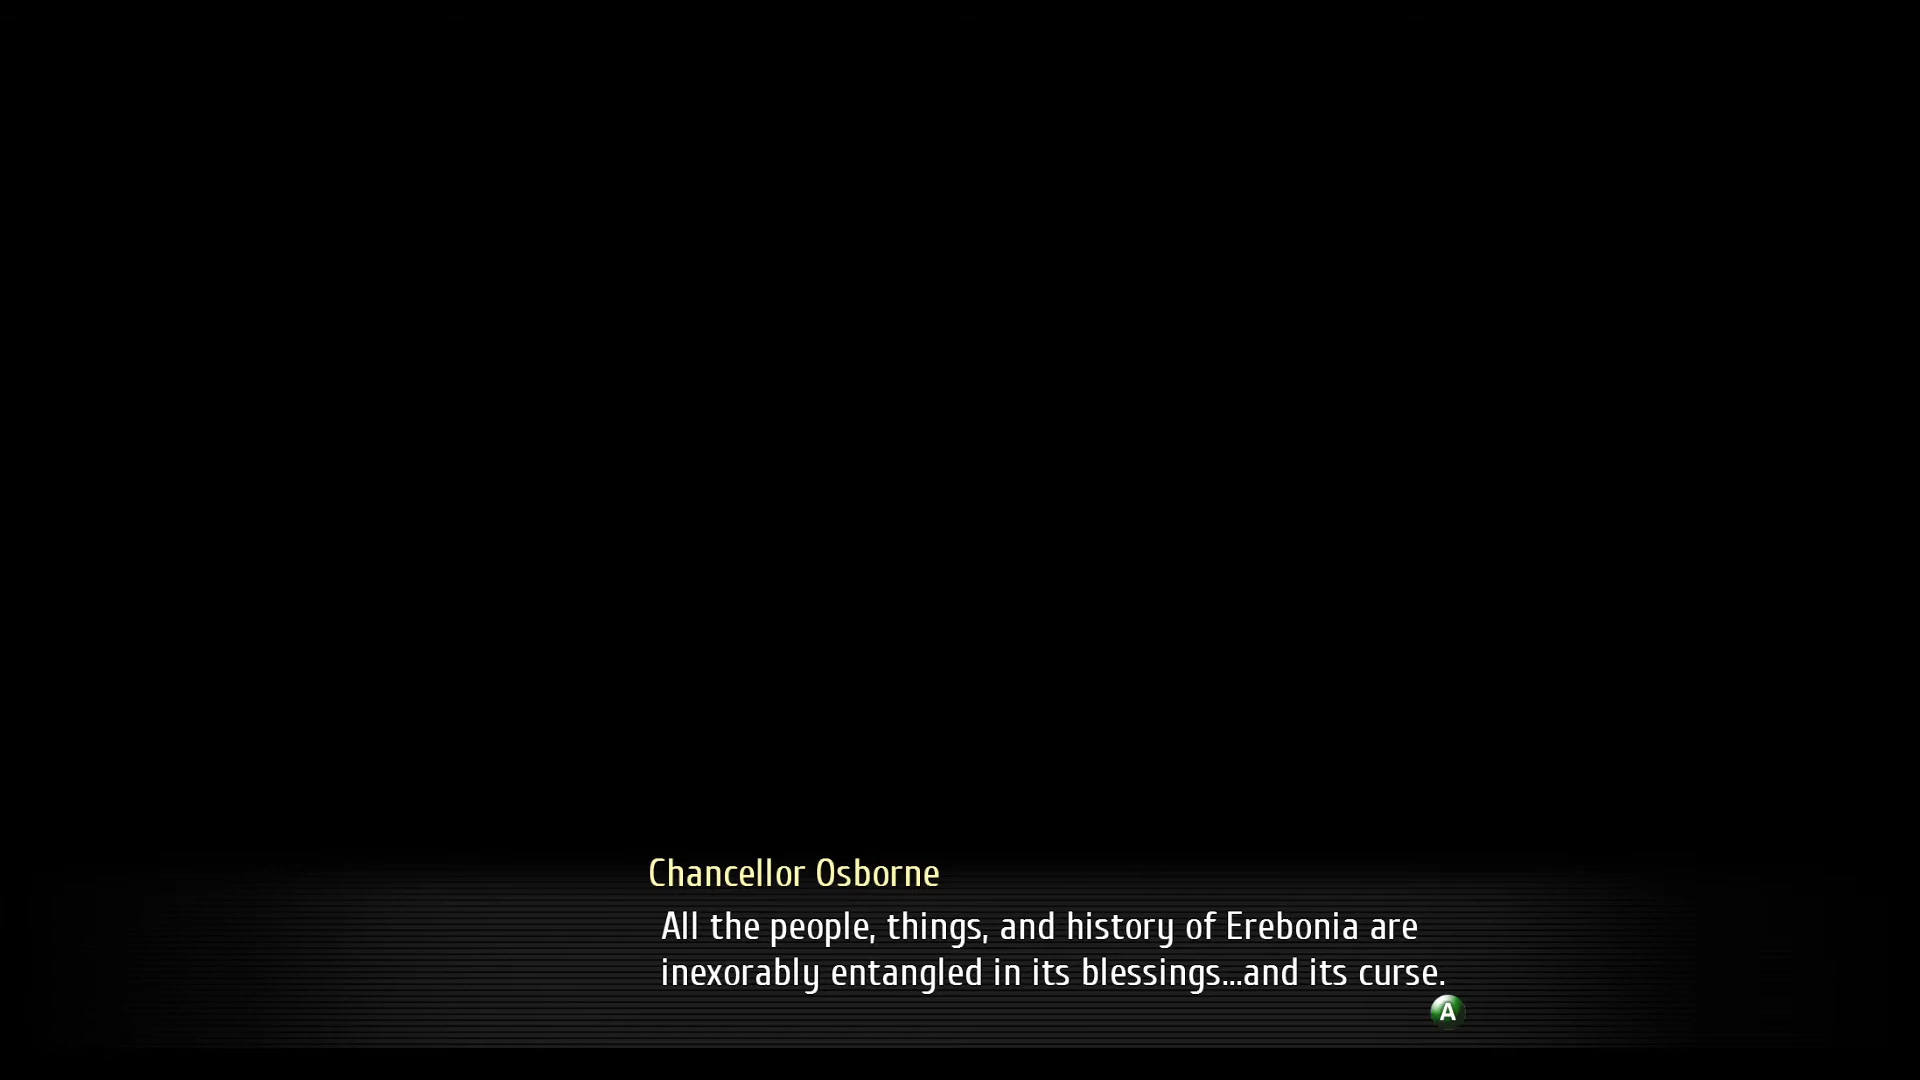 Chancellor Osborne
All the people, things, and history of Erebonia are
inexorably entangled in its blessings...and its curse.
A